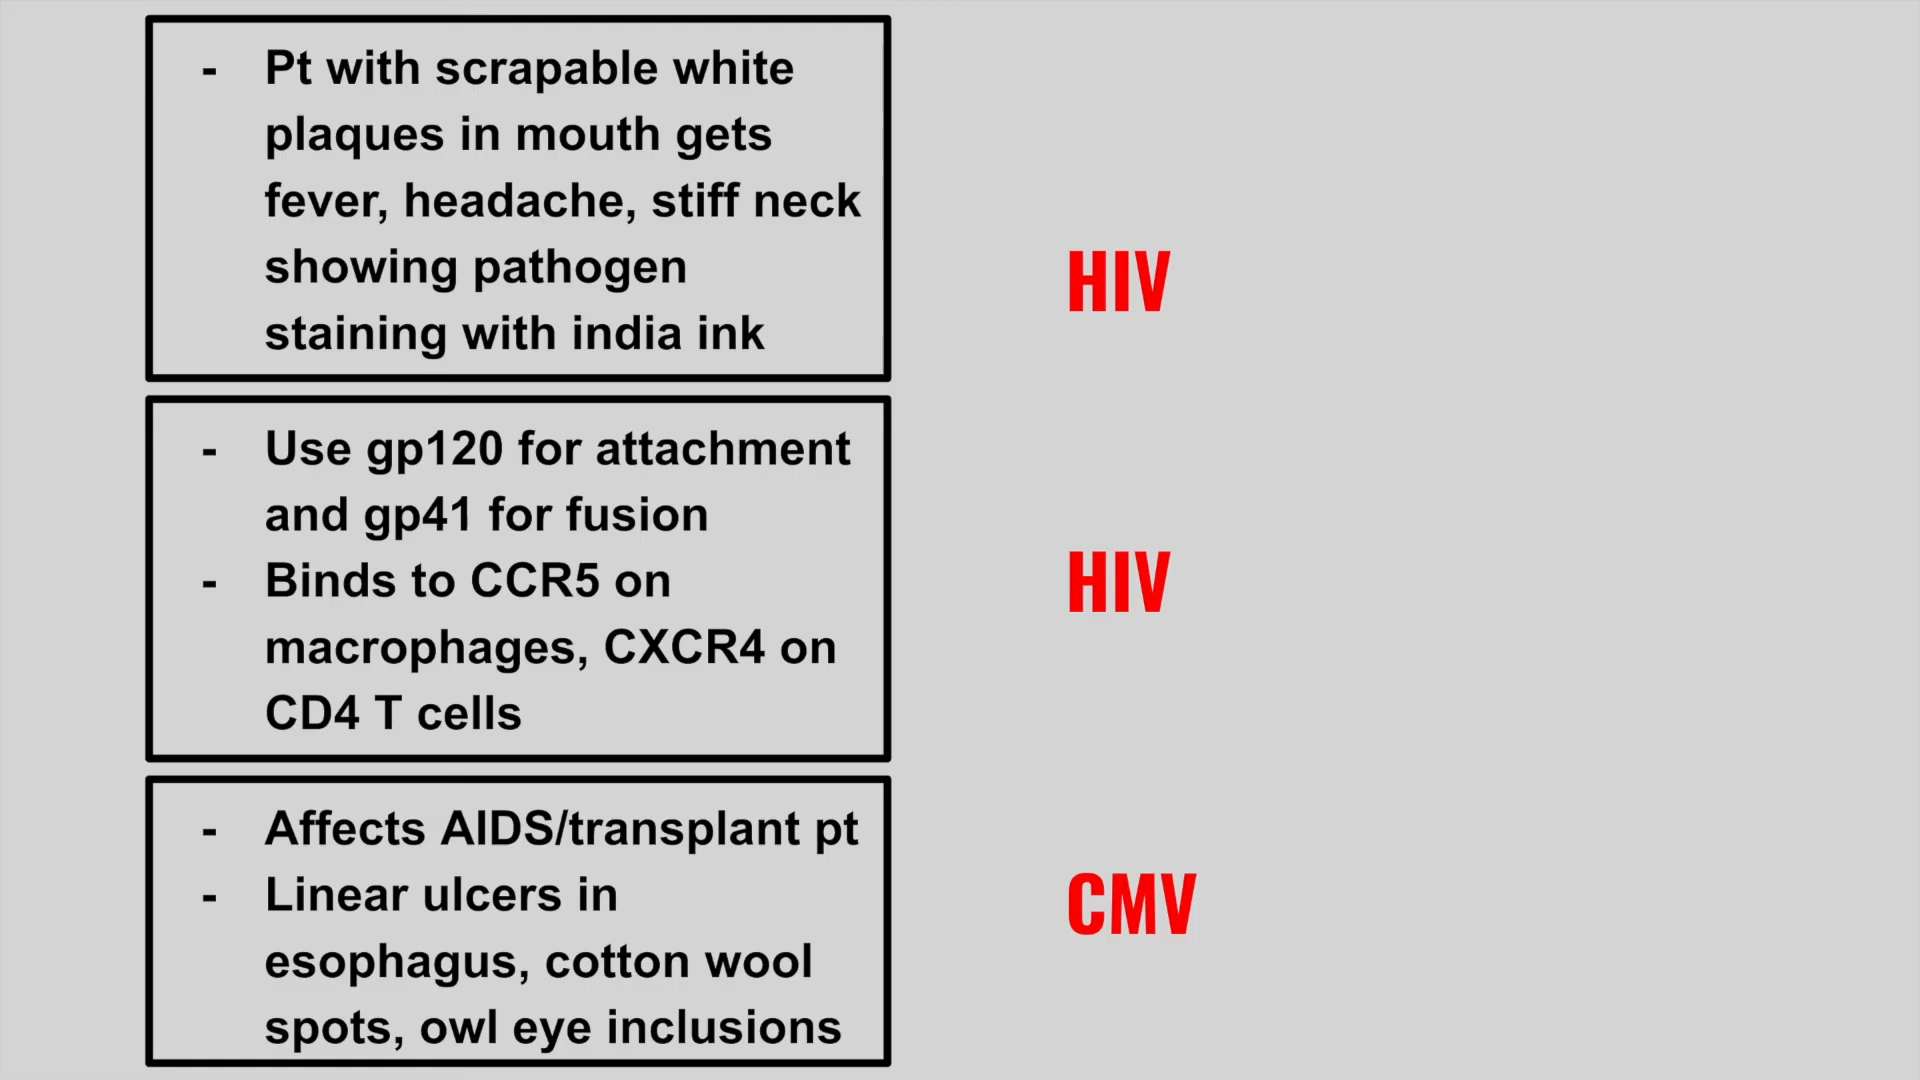 - Pt with scrapable white
plaques in mouth gets
fever, headache, stiff neck
showing pathogen
staining with india ink
HIV
- Use gp120 for attachment
and gp41 for fusion
- Binds to CCR5 on
macrophages, CXCR4 on
CD4 T cells
HIV
- Affects AIDS/transplant pt
- Linear ulcers in
esophagus, cotton wool
spots, owl eye inclusions
CMV